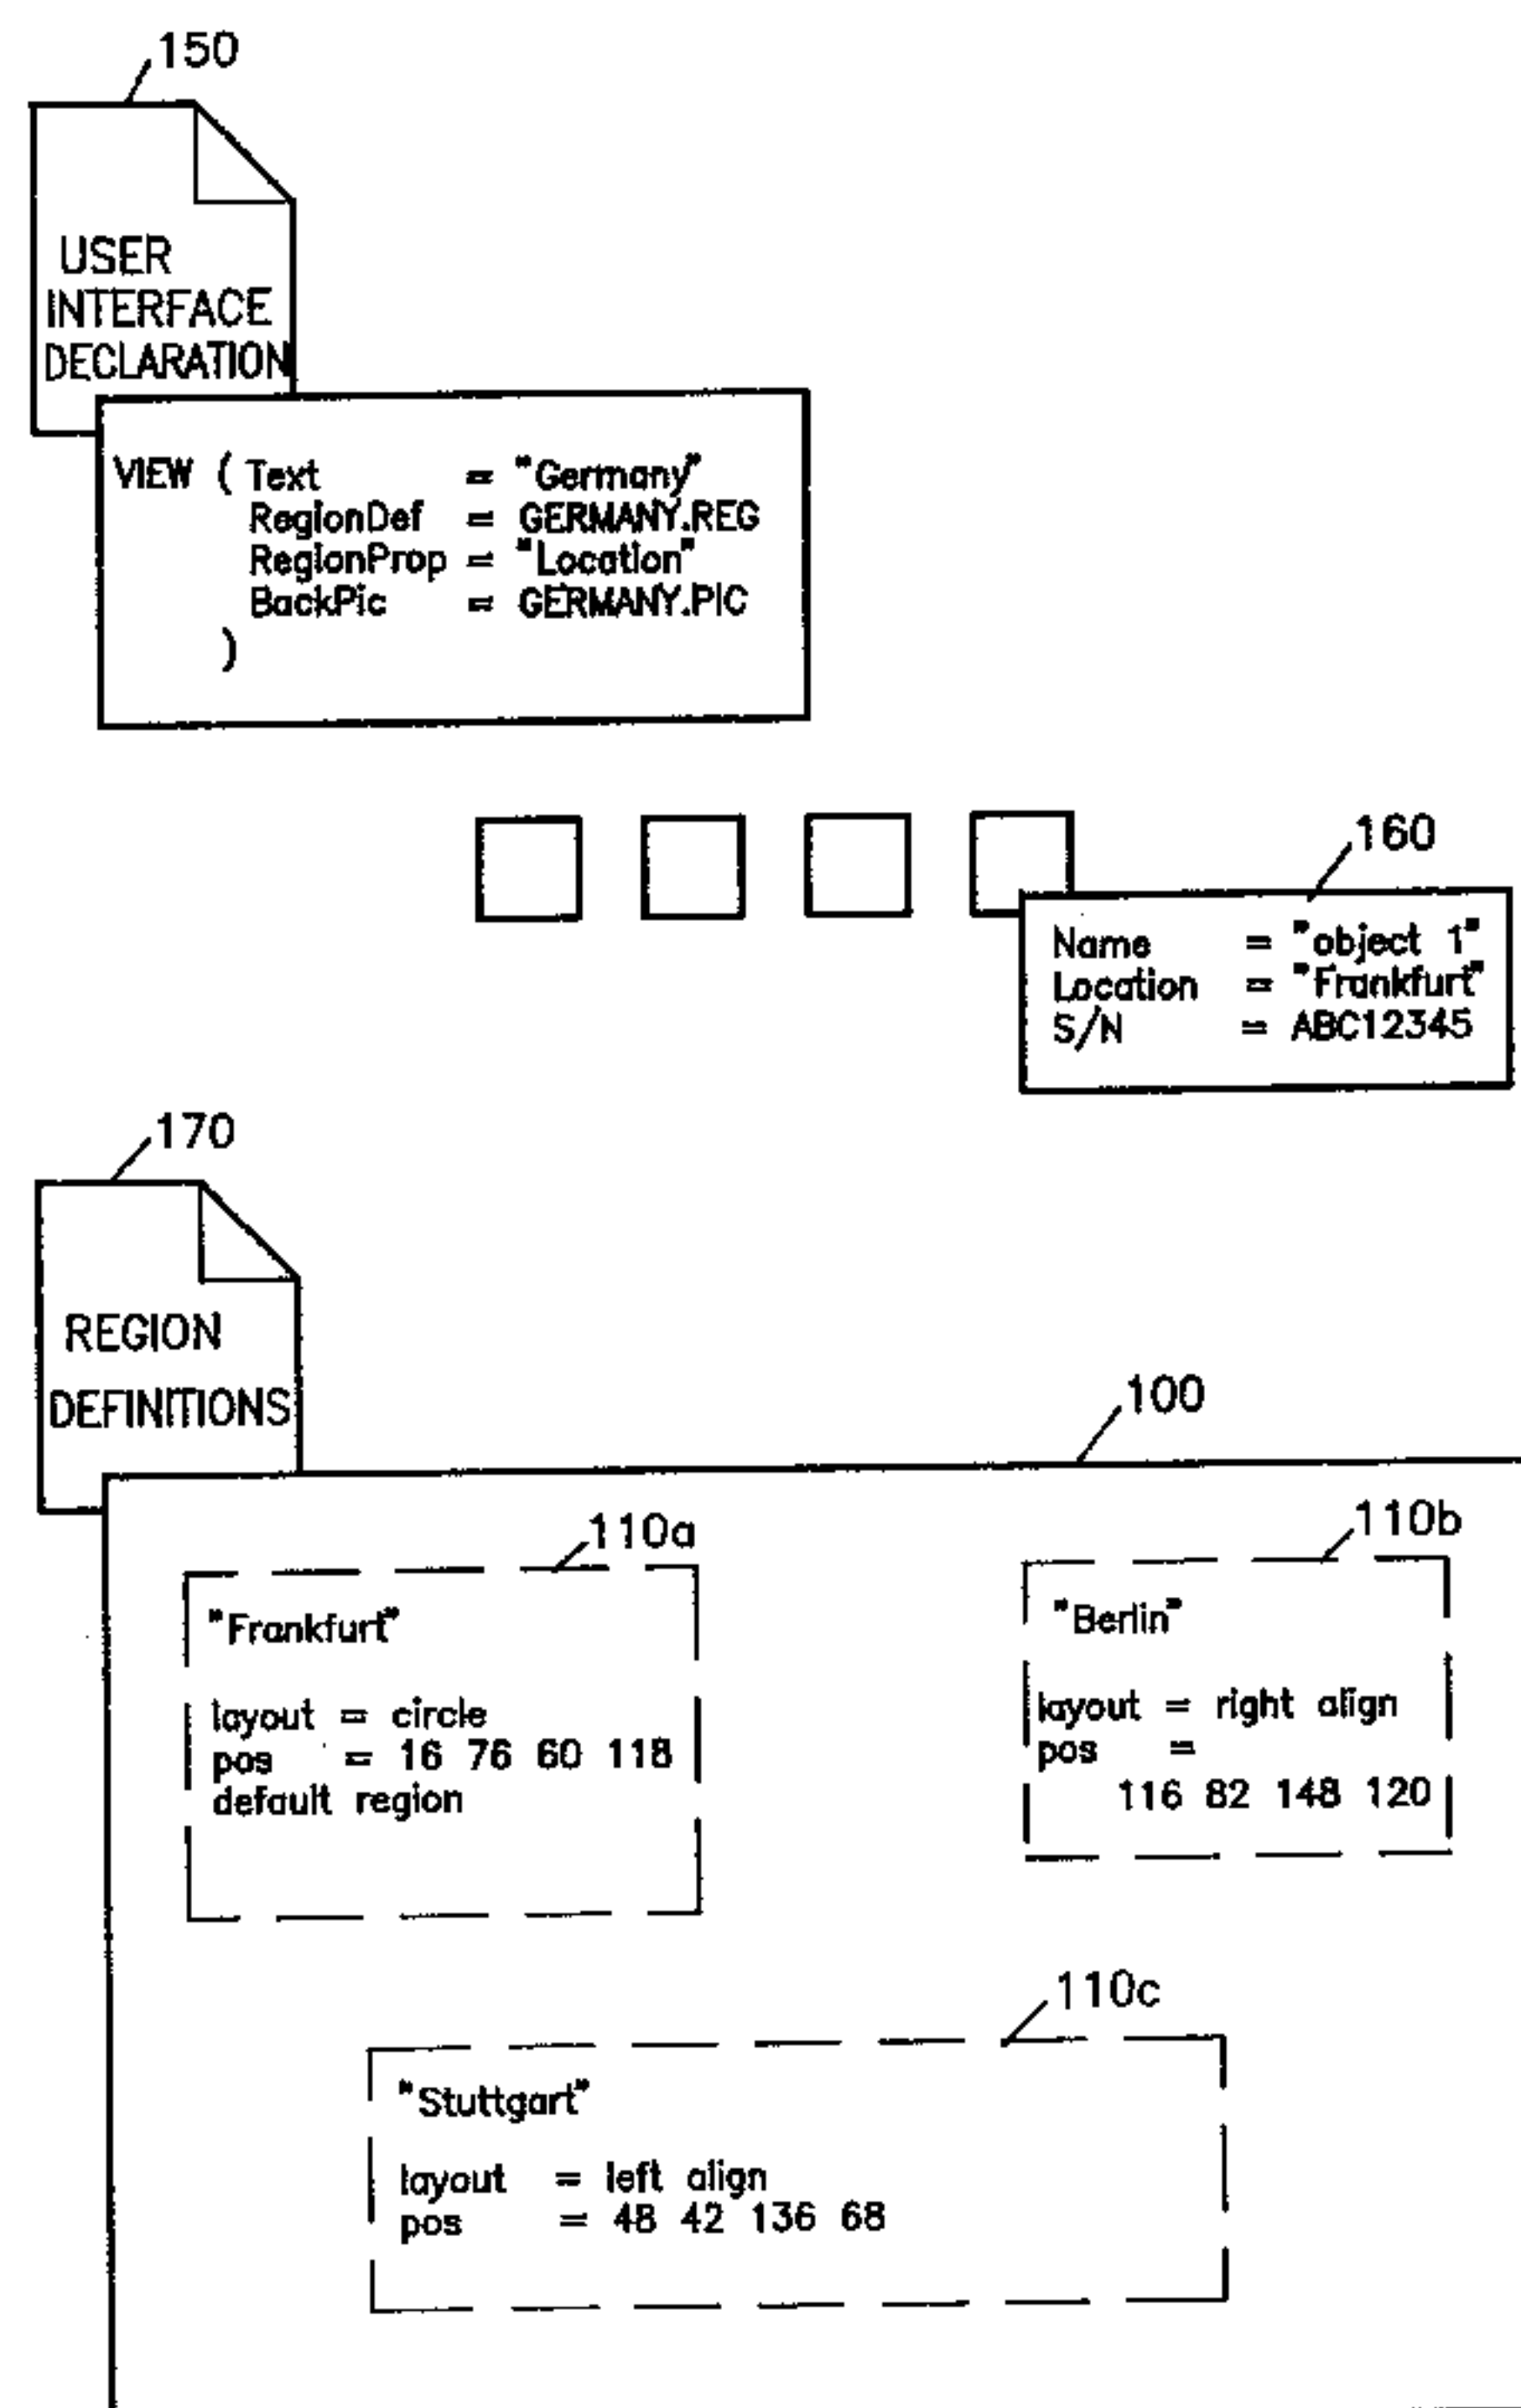 150
USER
INTERFACE
DECLARATION
VIEW ( Text = "Germany"
RegionDef = GERMANY.REG
RegionProp = "Location"
BackPic = GERMANY.PIC
)
160
Name = "object 1"
Location = "Frankfurt"
S/N = ABC12345
170
REGION
DEFINITIONS
100
110a
"Frankfurt"
layout = circle
pos = 16 76 60 118
default region
110b
"Berlin"
layout = right align
pos =
116 82 148 120
110c
"Stuttgart"
layout = left align
pos = 48 42 136 68